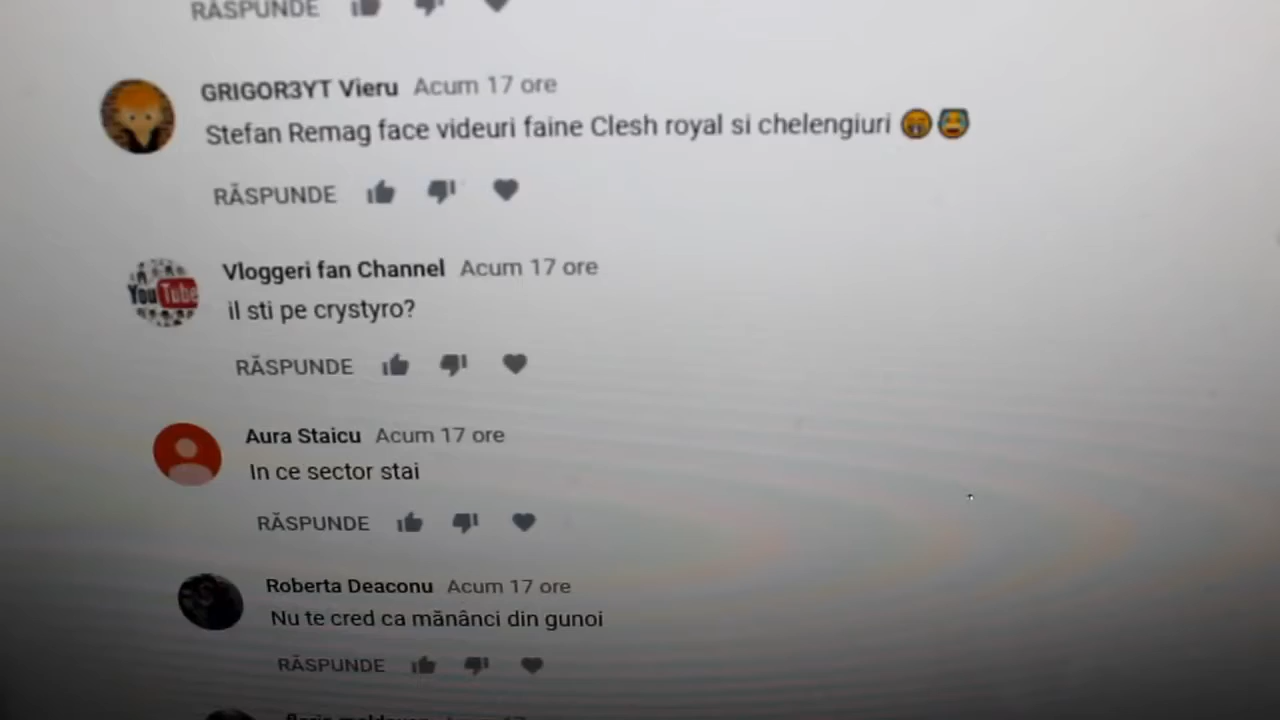 RĂSPUNDE
GRIGOR3YT Vieru Acum 17 ore
Stefan Remag face videuri faine Clesh royal si chelengiuri
RĂSPUNDE
You Tube
Vloggeri fan Channel Acum 17 ore
il sti pe crystyro?
RĂSPUNDE
Aura Staicu Acum 17 ore
In ce sector stai
RĂSPUNDE
Roberta Deaconu Acum 17 ore
Nu te cred ca mănânci din gunoi
RĂSPUNDE